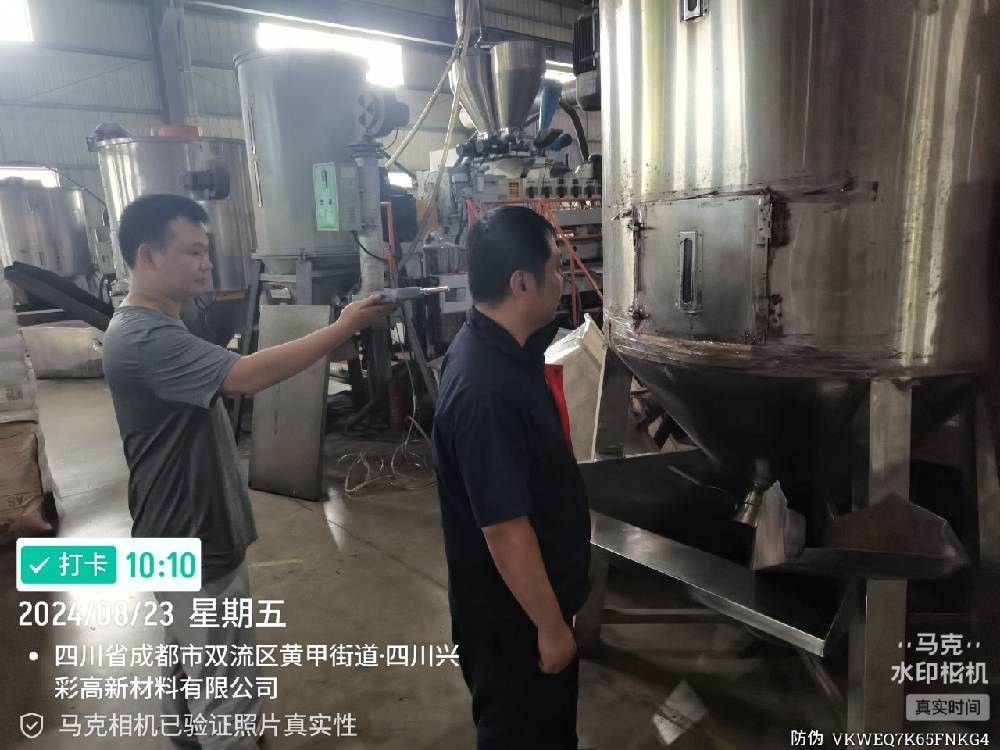 打卡 10:10
2024/08/23 星期五
四川省成都市双流区黄甲街道·四川兴
彩高新材料有限公司
马克相机已验证照片真实性
马克
水印相机
真实时间
防伪 VKWEQ7K65FNKG4